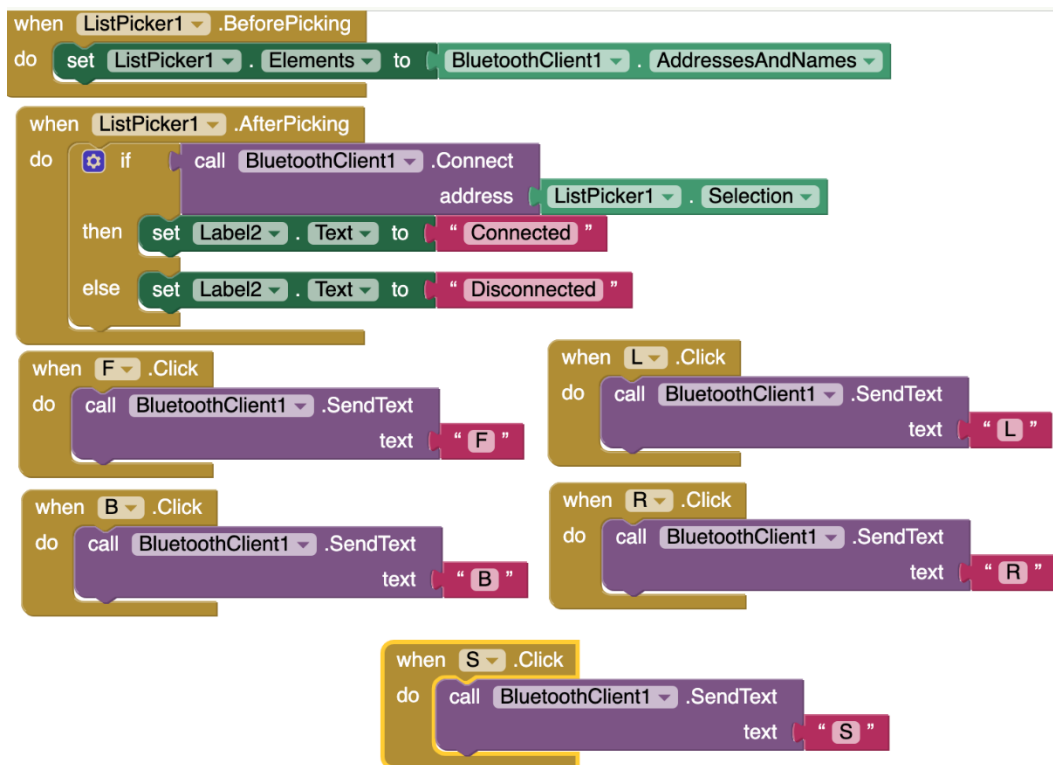 when ListPicker1 .BeforePicking
do set ListPicker1 . Elements to BluetoothClient1 . AddressesAndNames
when ListPicker1 .AfterPicking
do if call BluetoothClient1 .Connect
address ListPicker1 . Selection
then set Label2 . Text to “ Connected ”
else set Label2 . Text to “ Disconnected ”
when F .Click
do call BluetoothClient1 .SendText
text “ F ”
when L .Click
do call BluetoothClient1 .SendText
text “ L ”
when B .Click
do call BluetoothClient1 .SendText
text “ B ”
when R .Click
do call BluetoothClient1 .SendText
text “ R ”
when S .Click
do call BluetoothClient1 .SendText
text “ S ”